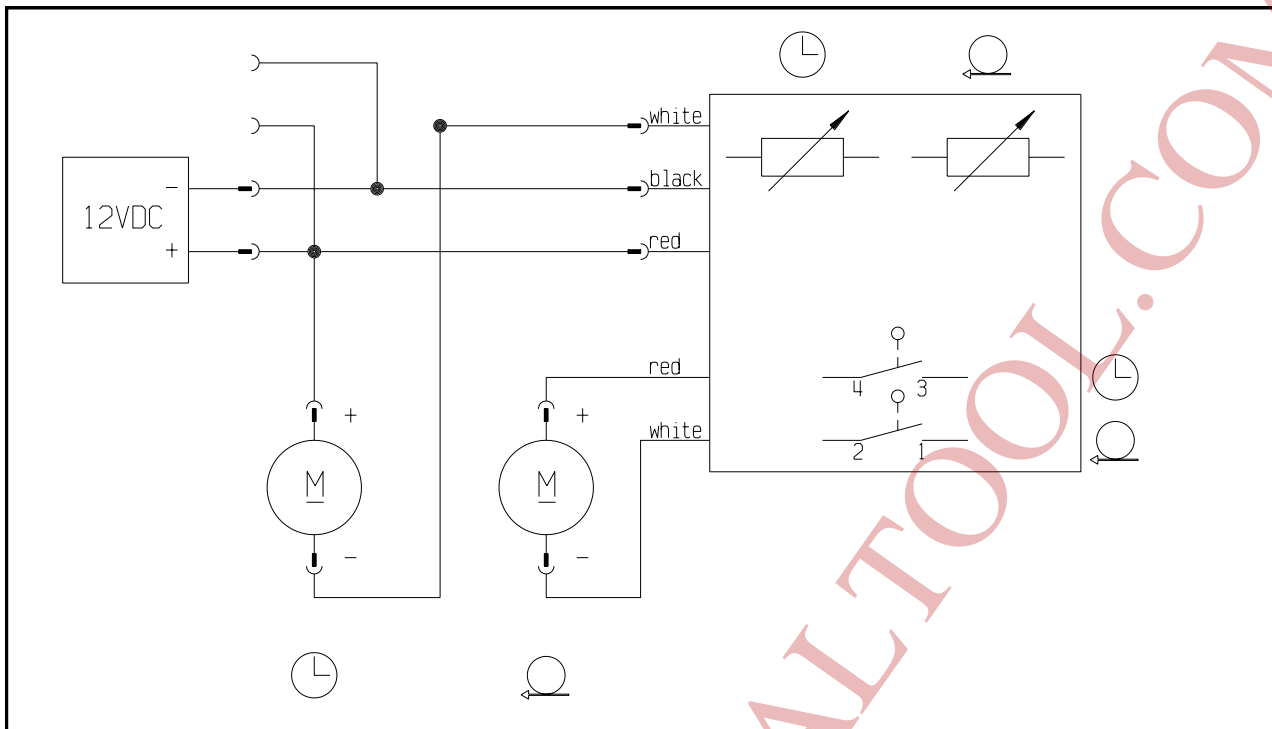 white
black
red
12VDC
-
+
red
white
4 3
2 1
+
+
M
M
-
-
ALTOOL.COM